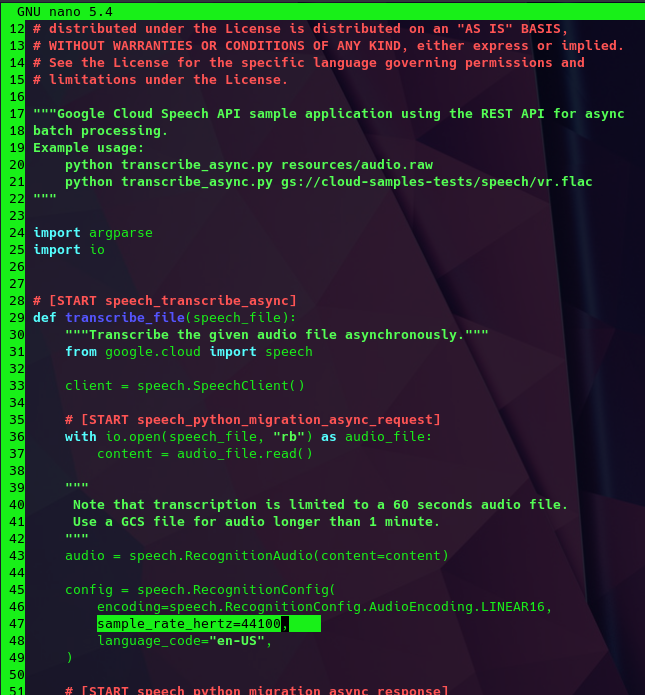 GNU nano 5.4
12 # distributed under the License is distributed on an "AS IS" BASIS,
13 # WITHOUT WARRANTIES OR CONDITIONS OF ANY KIND, either express or implied.
14 # See the License for the specific language governing permissions and
15 # limitations under the License.
16
17 """Google Cloud Speech API sample application using the REST API for async
18 batch processing.
19 Example usage:
20     python transcribe_async.py resources/audio.raw
21     python transcribe_async.py gs://cloud-samples-tests/speech/vr.flac
22 """
23
24 import argparse
25 import io
26
27
28 # [START speech_transcribe_async]
29 def transcribe_file(speech_file):
30     """Transcribe the given audio file asynchronously."""
31     from google.cloud import speech
32
33     client = speech.SpeechClient()
34
35     # [START speech_python_migration_async_request]
36     with io.open(speech_file, "rb") as audio_file:
37         content = audio_file.read()
38
39     """
40      Note that transcription is limited to a 60 seconds audio file.
41      Use a GCS file for audio longer than 1 minute.
42     """
43     audio = speech.RecognitionAudio(content=content)
44
45     config = speech.RecognitionConfig(
46         encoding=speech.RecognitionConfig.AudioEncoding.LINEAR16,
47         sample_rate_hertz=44100,
48         language_code="en-US",
49     )
50
51     # [START speech_python_migration_async_response]